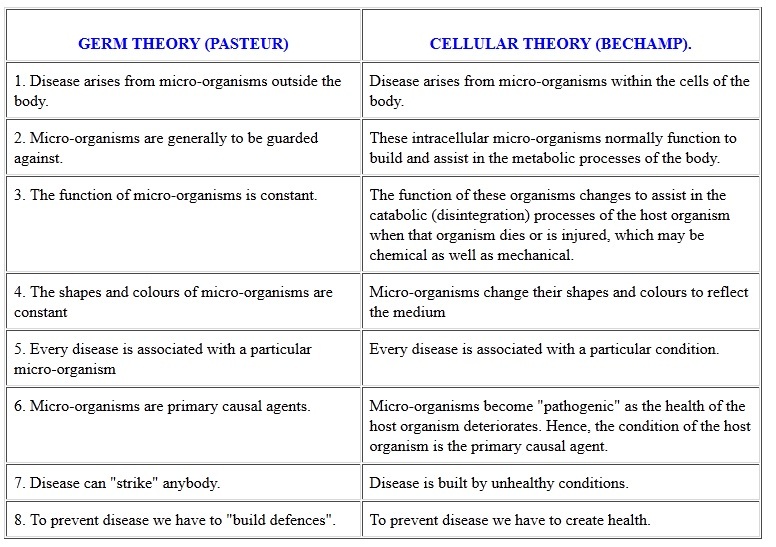 GERM THEORY (PASTEUR)
CELLULAR THEORY (BECHAMP).
1. Disease arises from micro-organisms outside the
body.
Disease arises from micro-organisms within the cells of the
body.
2. Micro-organisms are generally to be guarded
against.
These intracellular micro-organisms normally function to
build and assist in the metabolic processes of the body.
3. The function of micro-organisms is constant.
The function of these organisms changes to assist in the
catabolic (disintegration) processes of the host organism
when that organism dies or is injured, which may be
chemical as well as mechanical.
4. The shapes and colours of micro-organisms are
constant
Micro-organisms change their shapes and colours to reflect
the medium
5. Every disease is associated with a particular
micro-organism
Every disease is associated with a particular condition.
6. Micro-organisms are primary causal agents.
Micro-organisms become "pathogenic" as the health of the
host organism deteriorates. Hence, the condition of the host
organism is the primary causal agent.
7. Disease can "strike" anybody.
Disease is built by unhealthy conditions.
8. To prevent disease we have to "build defences".
To prevent disease we have to create health.